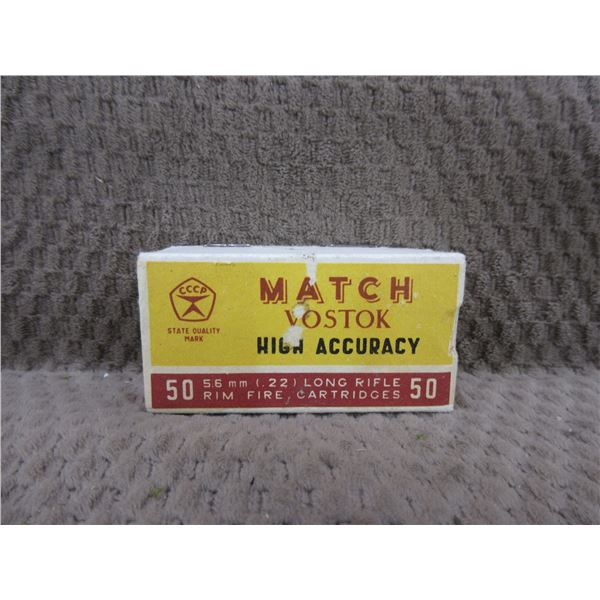 СССР
STATE QUALITY
MARK
MATCH
VOSTOK
HIGH ACCURACY
50 5.6 mm (.22) LONG RIFLE 50
RIM FIRE CARTRIDGES